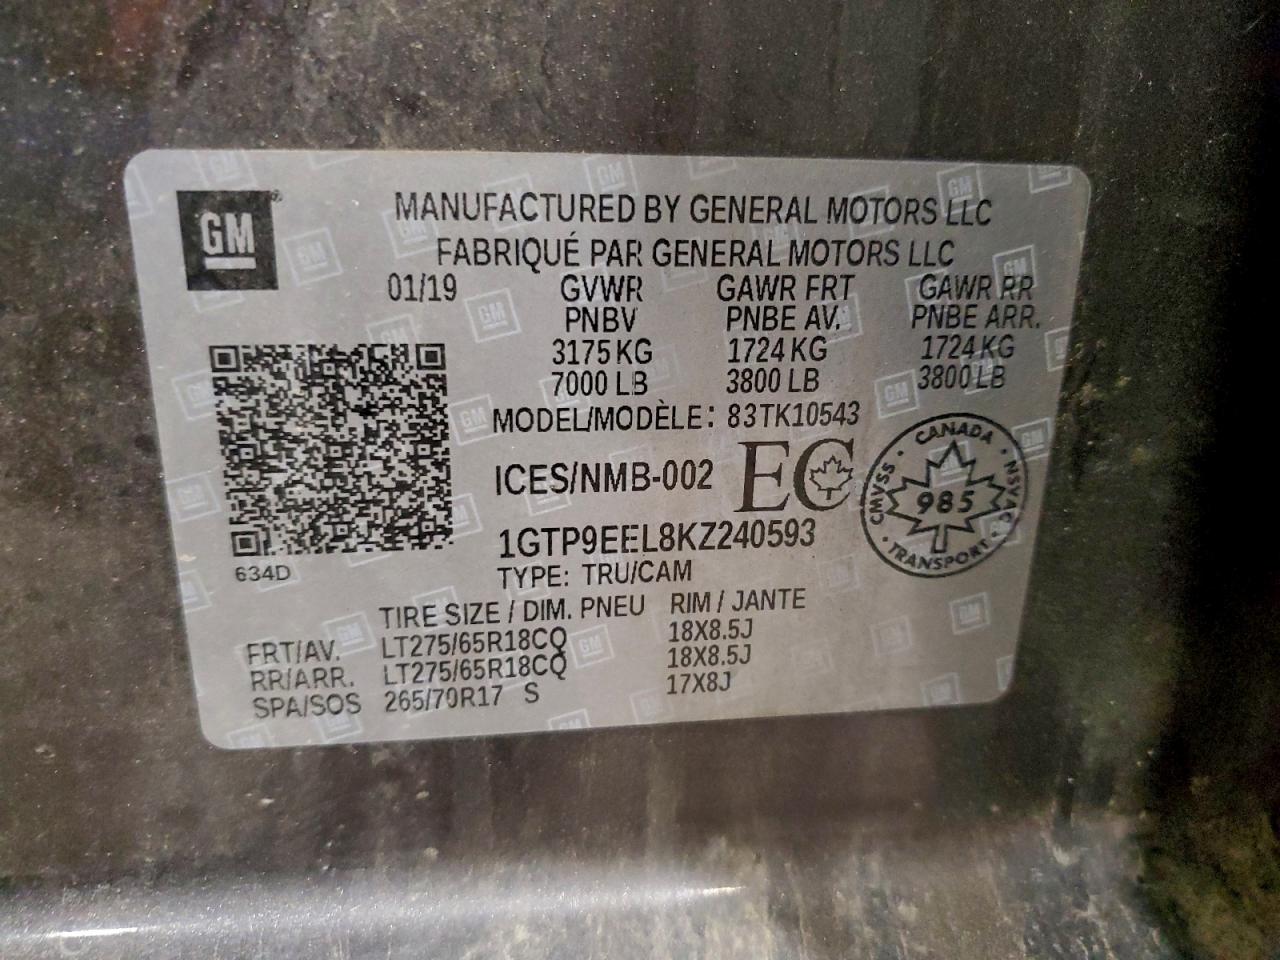 GM
MANUFACTURED BY GENERAL MOTORS LLC
FABRIQUÉ PAR GENERAL MOTORS LLC
01/19 GVWR GAWR FRT GAWR RR
PNBV PNBE AV. PNBE ARR.
3175 KG 1724 KG 1724 KG
7000 LB 3800 LB 3800 LB
MODEL/MODÈLE: 83TK10543
ICES/NMB-002 EC
CANADA
CMVSS 985 NSVAC
TRANSPORT
1GTP9EEL8KZ240593
634D
TYPE: TRU/CAM
TIRE SIZE / DIM. PNEU RIM / JANTE
FRT/AV. LT275/65R18CQ 18X8.5J
RR/ARR. LT275/65R18CQ 18X8.5J
SPA/SOS 265/70R17 S 17X8J